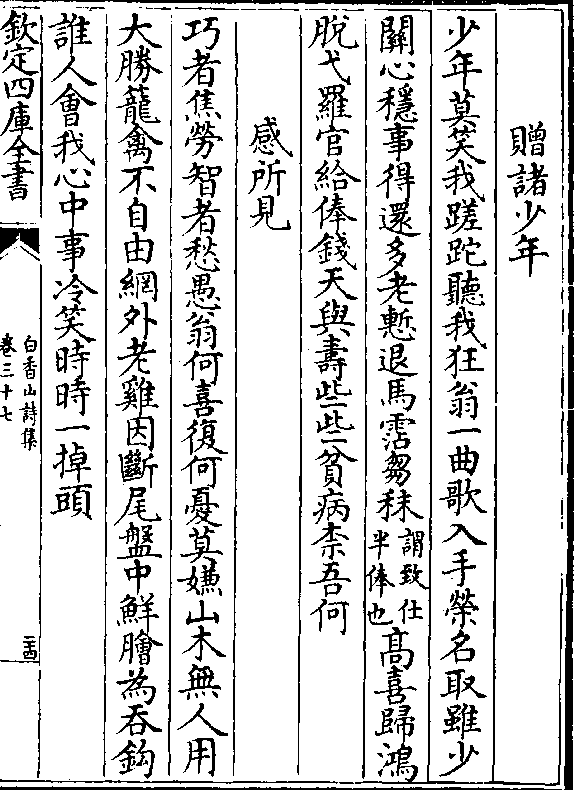 贈諸少年
少年莫笑我蹉跎聽我狂翁一曲歌入手榮名取雖少
關心穩事得還多老慙退馬霑芻秣謂致仕半俸也高喜歸鴻
脫弋羅官給俸錢天與壽些些貧病柰吾何
感所見
巧者焦勞智者愁愚翁何喜復何憂莫嫌山木無人用
大勝籠禽不自由網外老雞因斷尾盤中鮮膾為吞鈎
誰人會我心中事冷笑時時一掉頭
欽定四庫全書
白香山詩集
卷三十七
二十四